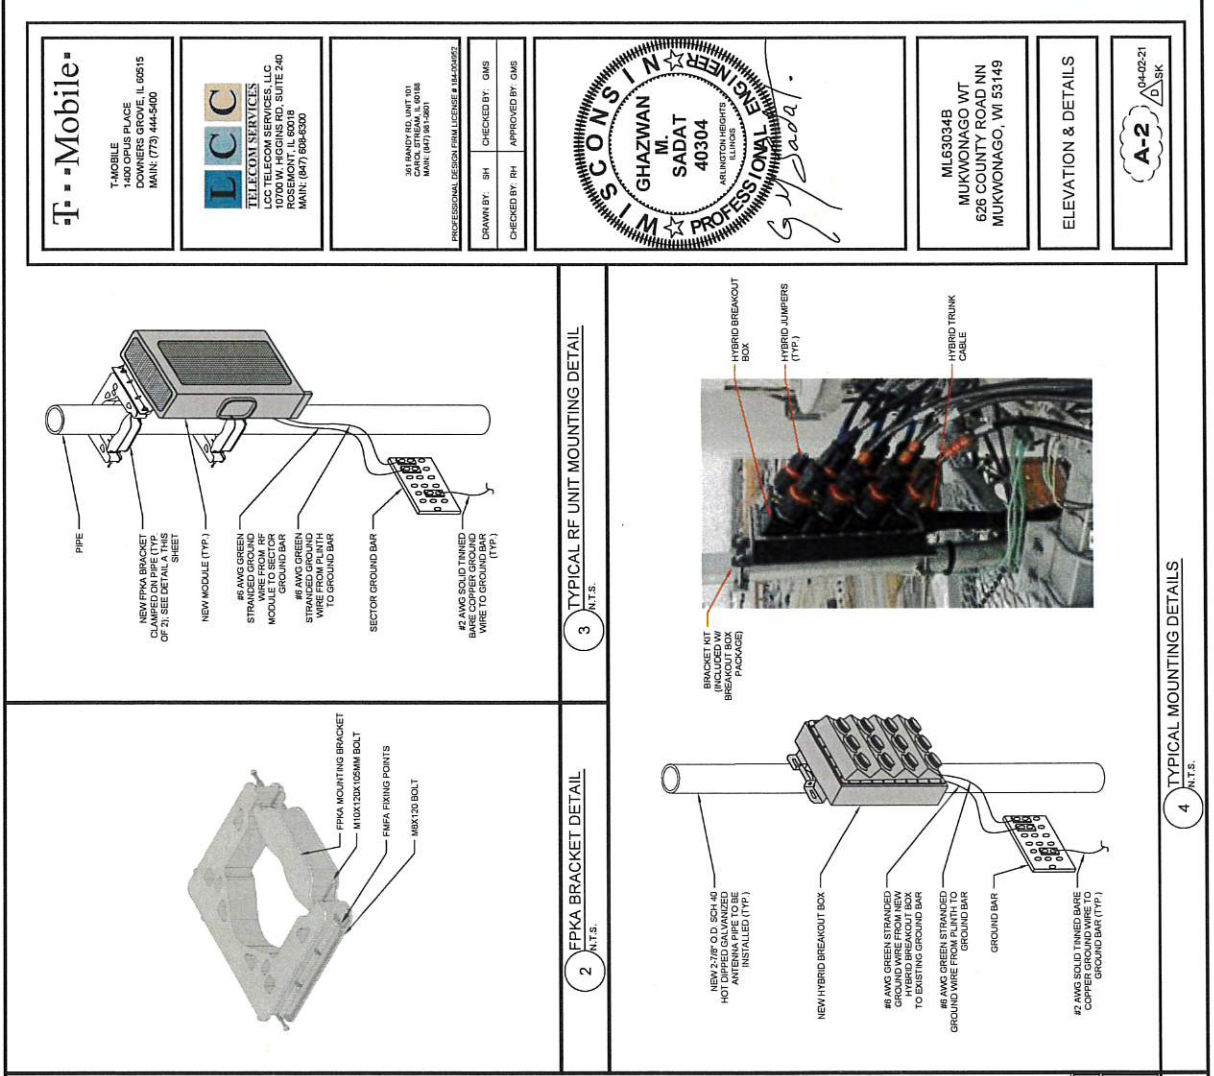 PIPE
NEW FPKA BRACKET
CLAMPED ON PIPE (TYP.
OF 2); SEE DETAIL A THIS
SHEET
NEW MODULE (TYP.)
#6 AWG GREEN
STRANDED GROUND
WIRE FROM RF
MODULE TO SECTOR
GROUND BAR
#6 AWG GREEN
STRANDED GROUND
WIRE FROM PLINTH
TO GROUND BAR
SECTOR GROUND BAR
#2 AWG SOLID TINNED
BARE COPPER GROUND
WIRE TO GROUND BAR
(TYP.)
3
TYPICAL RF UNIT MOUNTING DETAIL
N.T.S.
FPKA MOUNTING BRACKET
M10X120X105MM BOLT
FMFA FIXING POINTS
M8X120 BOLT
2
FPKA BRACKET DETAIL
N.T.S.
BRACKET KIT
(INCLUDED W/
BREAKOUT BOX
PACKAGE)
HYBRID BREAKOUT
BOX
HYBRID JUMPERS
(TYP.)
HYBRID TRUNK
CABLE
NEW 2-7/8" O.D. SCH 40
HOT DIPPED GALVANIZED
ANTENNA PIPE TO BE
INSTALLED (TYP.)
NEW HYBRID BREAKOUT BOX
#6 AWG GREEN STRANDED
GROUND WIRE FROM NEW
HYBRID BREAKOUT BOX
TO EXISTING GROUND BAR
#6 AWG GREEN STRANDED
GROUND WIRE FROM PLINTH TO
GROUND BAR
GROUND BAR
#2 AWG SOLID TINNED BARE
COPPER GROUND WIRE TO
GROUND BAR (TYP.)
4
TYPICAL MOUNTING DETAILS
N.T.S.
T Mobile
T-MOBILE
1400 OPUS PLACE
DOWNERS GROVE, IL 60515
MAIN: (773) 444-5400
L C C
TELECOM SERVICES
LCC TELECOM SERVICES, LLC
10700 W. HIGGINS RD, SUITE 240
ROSEMONT, IL 60018
MAIN: (847) 608-6300
361 RANDY RD, UNIT 101
CAROL STREAM, IL 60188
MAIN: (847) 981-0801
PROFESSIONAL DESIGN FIRM LICENSE # 184-004952
DRAWN BY: SH
CHECKED BY: GMS
CHECKED BY: RH
APPROVED BY: GMS
WISCONSIN
GHAZWAN
M.
SADAT
40304
ARLINGTON HEIGHTS
ILLINOIS
PROFESSIONAL ENGINEER
ML63034B
MUKWONAGO WT
626 COUNTY ROAD NN
MUKWONAGO, WI 53149
ELEVATION & DETAILS
A-2
04-02-21
D
SK